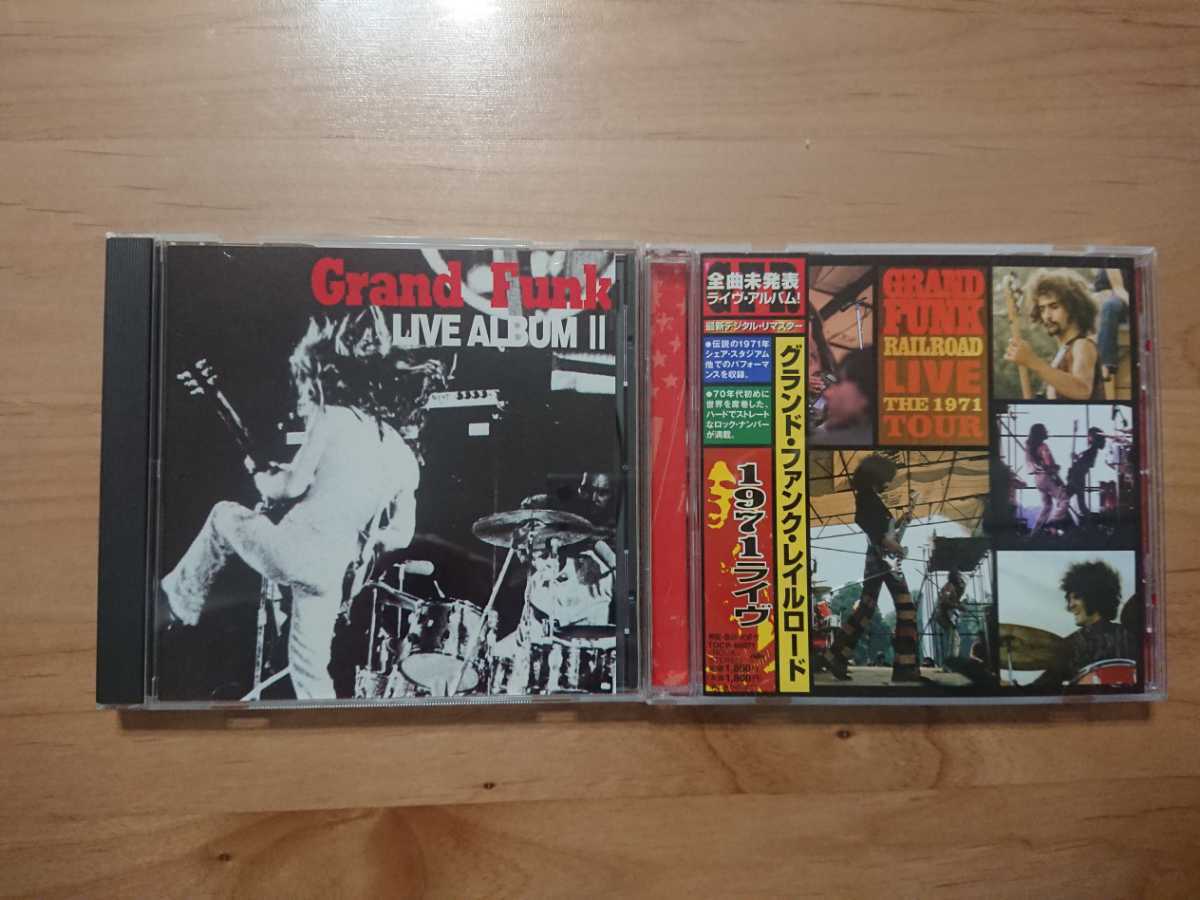 Grand Funk
LIVE ALBUM II
GFR
全曲未発表
ライヴ・アルバム!
最新デジタル・リマスター
●伝説の1971年
シェア・スタジアム
他でのパフォーマ
ンスを収録。
●70年代初めに
世界を席巻した、
ハードでストレート
なロック・ナンバー
が満載。
グランド・ファンク・レイルロード
1971ライヴ
GRAND
FUNK
RAILROAD
LIVE
THE 1971
TOUR